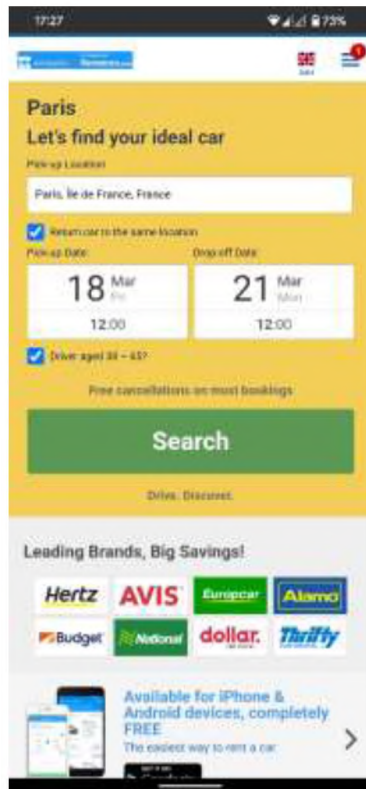 17:27
73%
1
Paris
Let's find your ideal car
Pick-up Location
Paris, Île de France, France
Return car to the same location
Pick-up Date:
Drop off Date:
18 Mar
Fri
21 Mar
Mon
12:00
12:00
Driver aged 30 – 65?
Free cancellations on most bookings
Search
Drive. Discover.
Leading Brands, Big Savings!
Hertz
AVIS
Europcar
Alamo
Budget
National
dollar.
Thrifty
Available for iPhone &
Android devices, completely
FREE
The easiest way to rent a car
GET IT ON